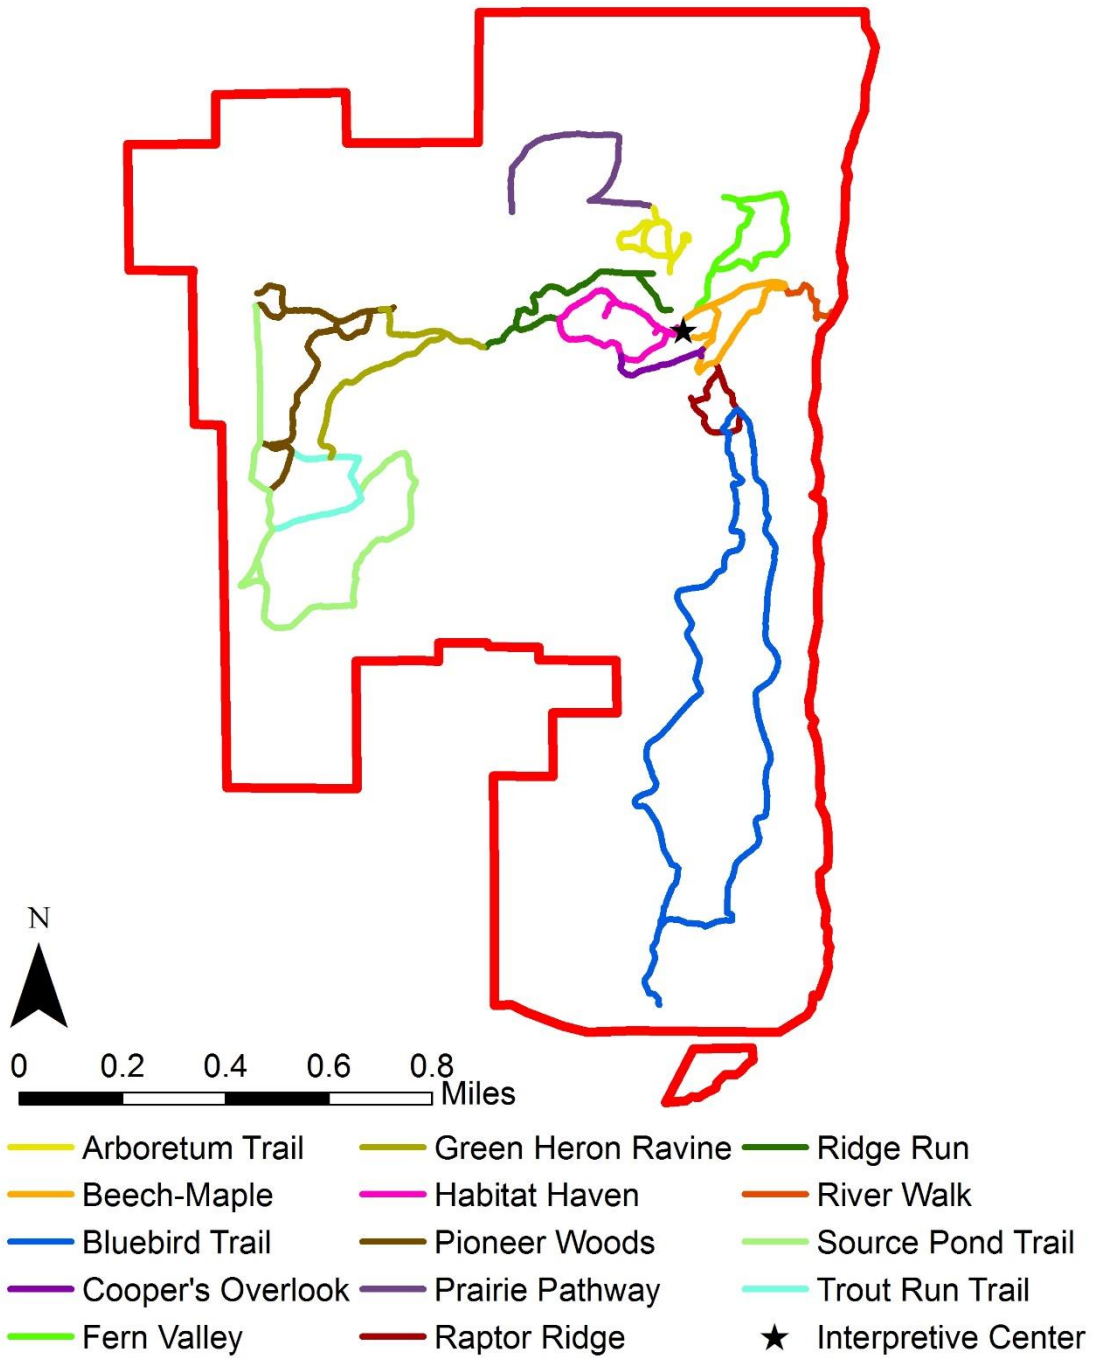 N
0 0.2 0.4 0.6 0.8
Miles
Arboretum Trail Green Heron Ravine Ridge Run
Beech-Maple Habitat Haven River Walk
Bluebird Trail Pioneer Woods Source Pond Trail
Cooper's Overlook Prairie Pathway Trout Run Trail
Fern Valley Raptor Ridge Interpretive Center